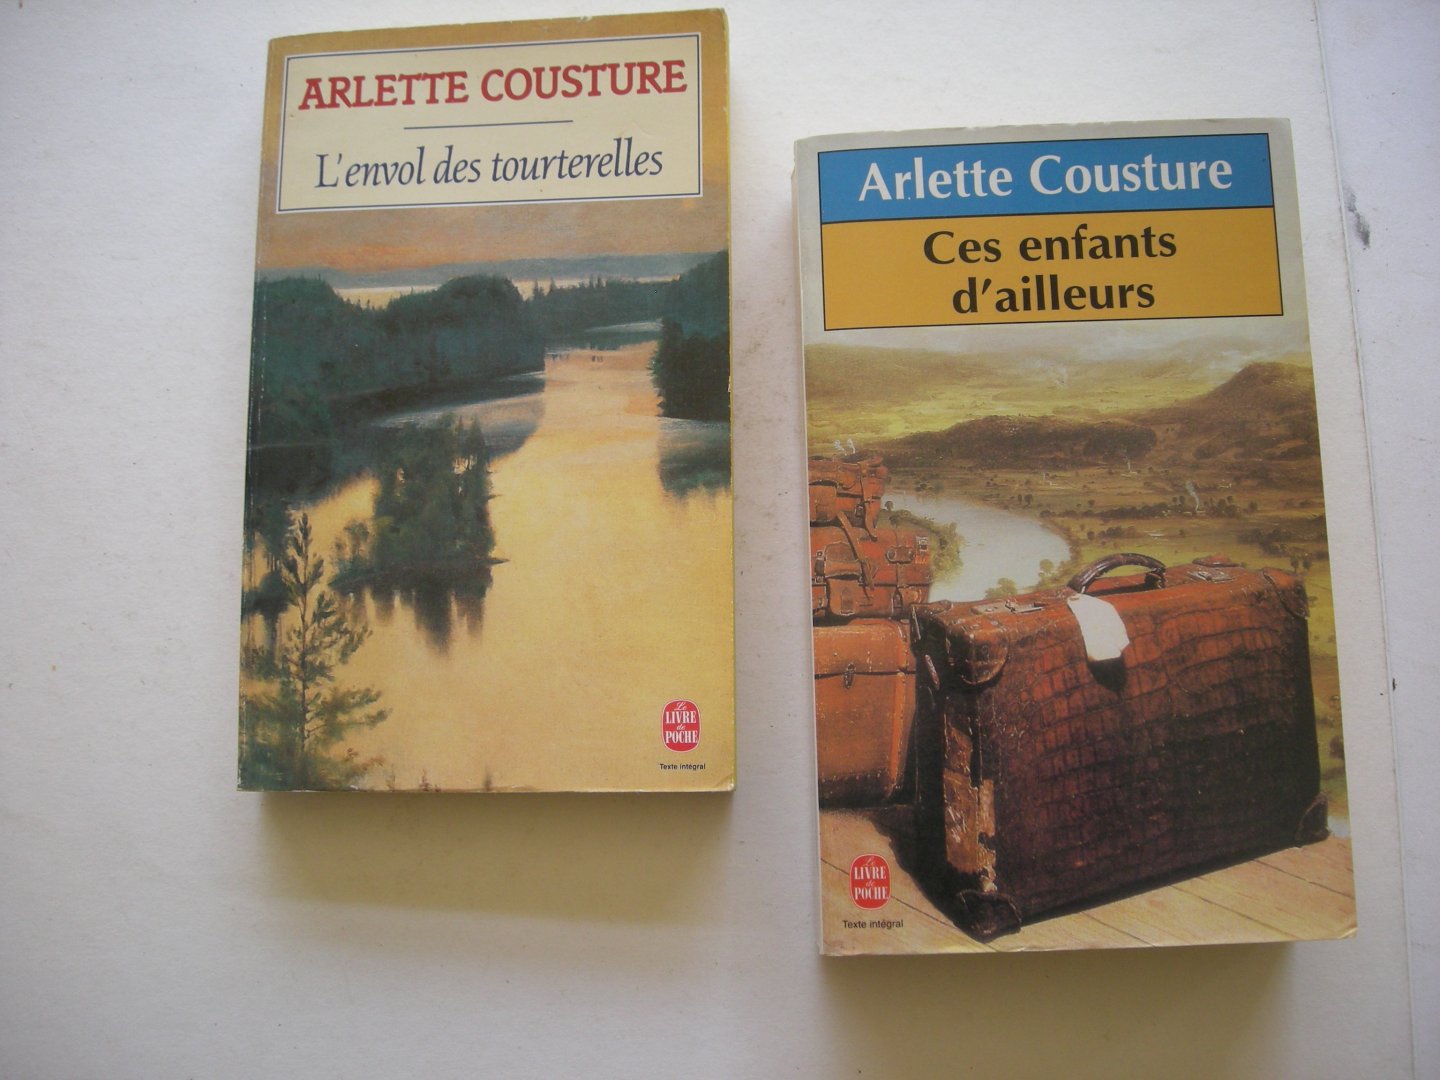 ARLETTE COUSTURE
L'envol des tourterelles
Le
LIVRE
de
POCHE
Texte intégral
Arlette Cousture
Ces enfants
d'ailleurs
Le
LIVRE
de
POCHE
Texte intégral